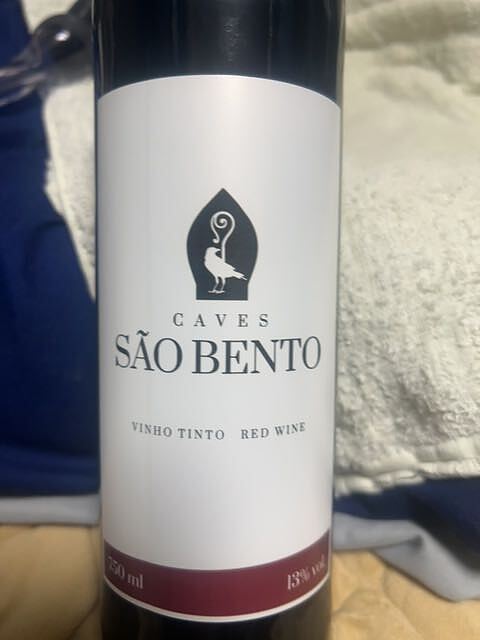 CAVES
SÃO BENTO
VINHO TINTO RED WINE
750 ml 13% vol.